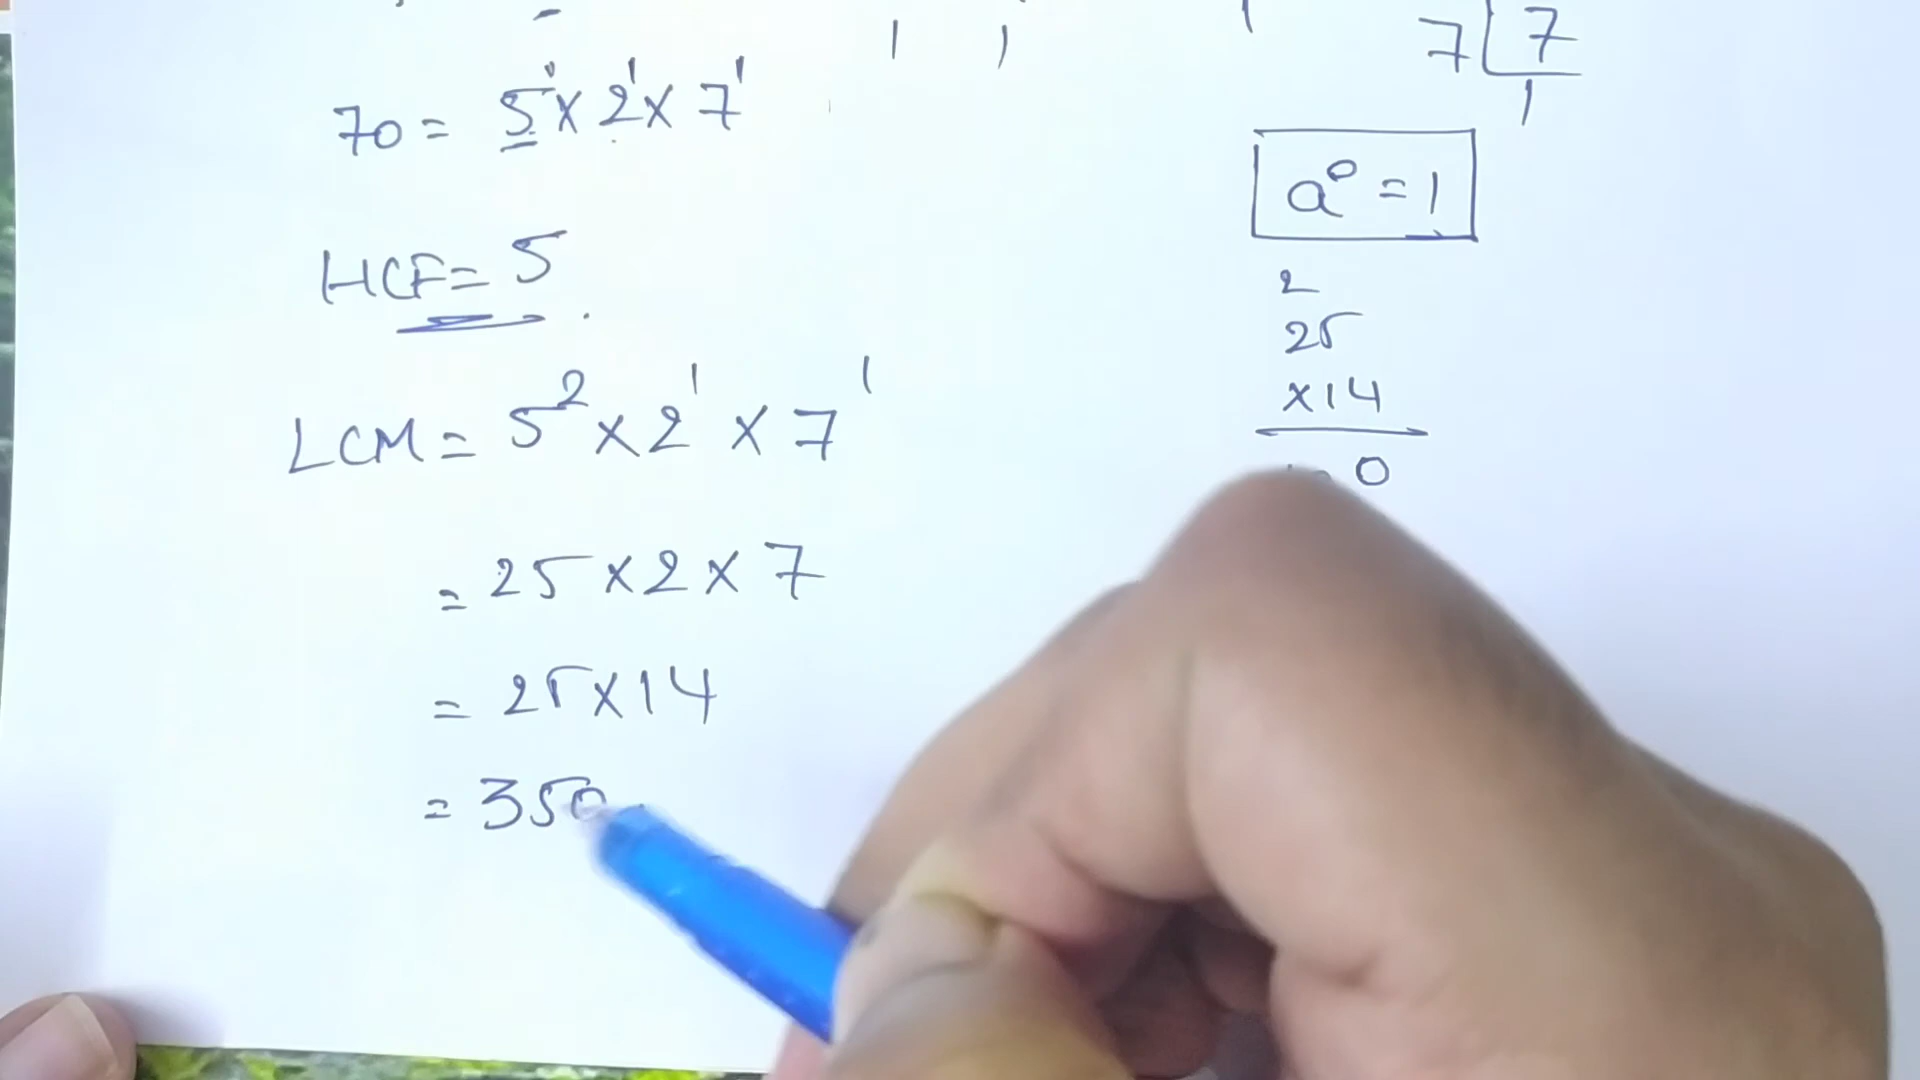 70 = 5¹ × 2¹ × 7¹
HCF = 5
LCM = 5² × 2¹ × 7¹
= 25 × 2 × 7
= 25 × 14
= 350
7 7
1
a⁰ = 1
2
25
×14
0